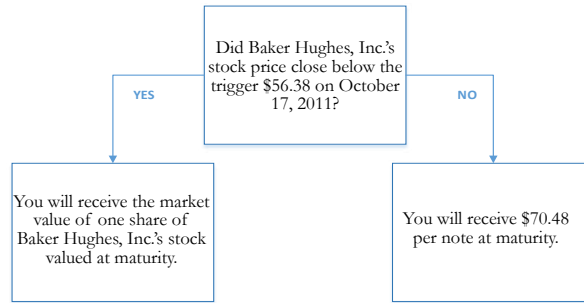 Did Baker Hughes, Inc.'s
stock price close below the
trigger $56.38 on October
17, 2011?
YES
NO
You will receive the market
value of one share of
Baker Hughes, Inc.'s stock
valued at maturity.
You will receive $70.48
per note at maturity.